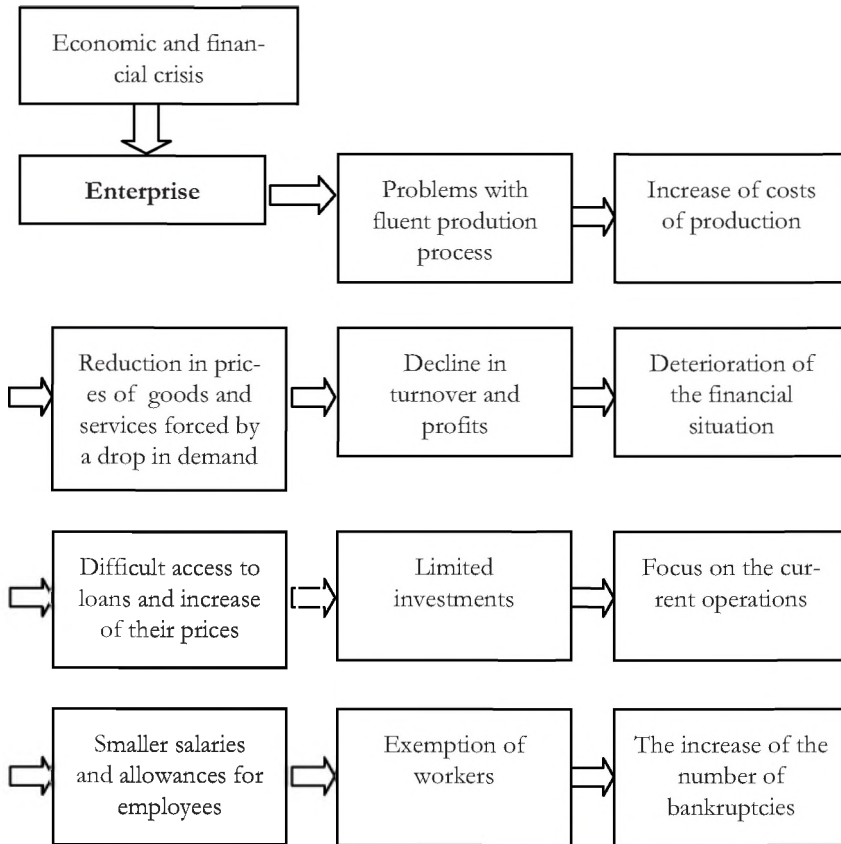 Economic and finan-
cial crisis
Enterprise
Problems with
fluent prodution
process
Increase of costs
of production
Reduction in pric-
es of goods and
services forced by
a drop in demand
Decline in
turnover and
profits
Deterioration of
the financial
situation
Difficult access to
loans and increase
of their prices
Limited
investments
Focus on the cur-
rent operations
Smaller salaries
and allowances for
employees
Exemption of
workers
The increase of the
number of
bankruptcies